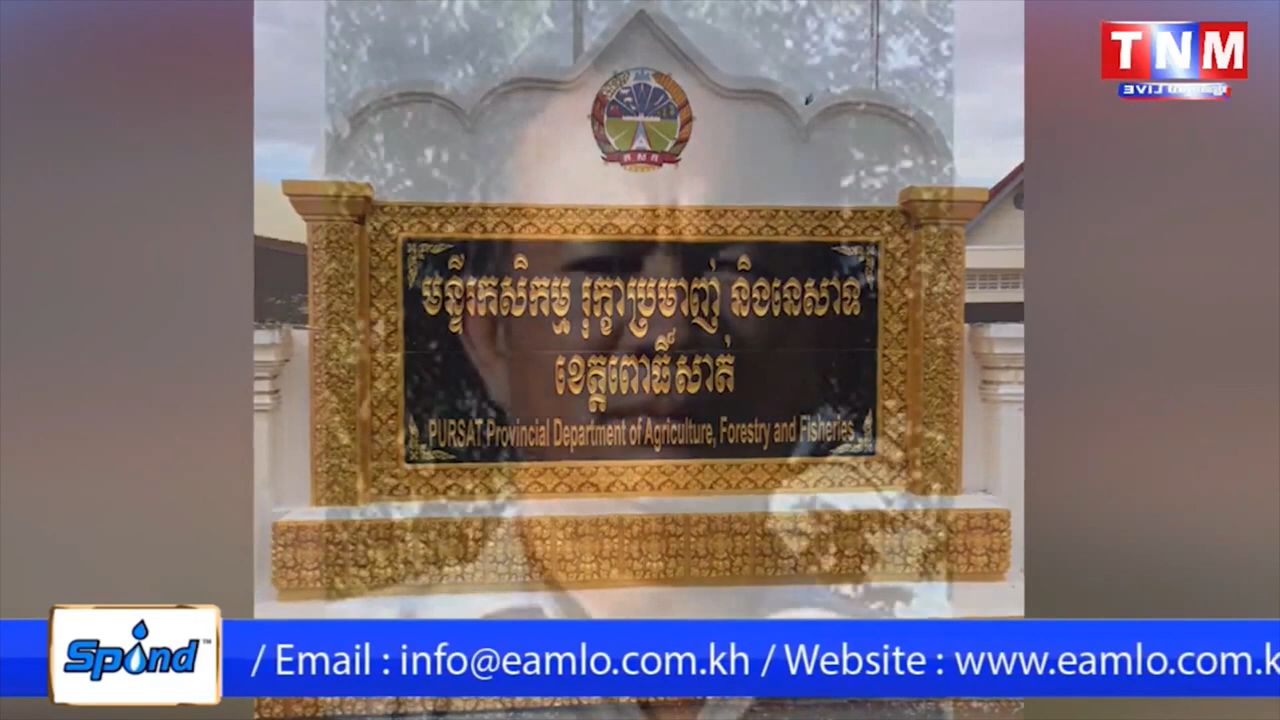 TNM
មន្ទីរកសិកម្ម រុក្ខាប្រមាញ់ និងនេសាទ
ខេត្តពោធិ៍សាត់
PURSAT Provincial Department of Agriculture, Forestry and Fisheries
Spind™ / Email : info@eamlo.com.kh / Website : www.eamlo.com.k